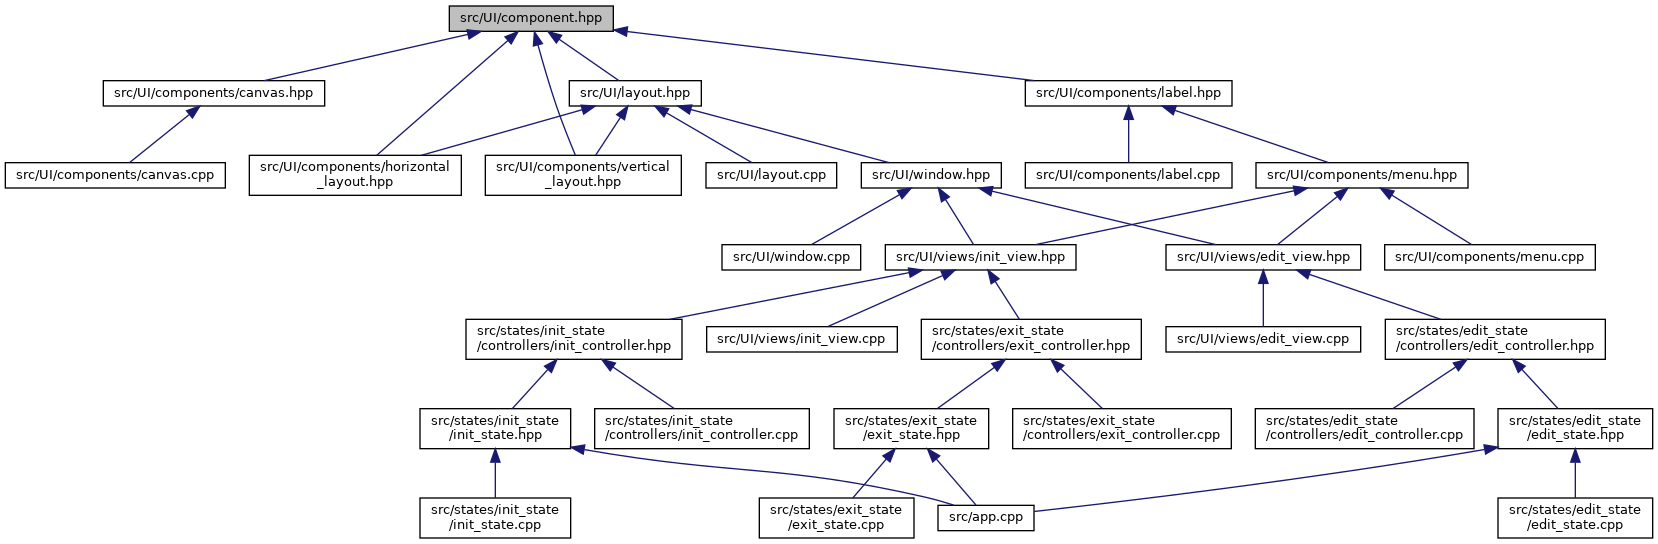 src/UI/component.hpp
src/UI/components/canvas.hpp
src/UI/layout.hpp
src/UI/components/label.hpp
src/UI/components/canvas.cpp
src/UI/components/horizontal
_layout.hpp
src/UI/components/vertical
_layout.hpp
src/UI/layout.cpp
src/UI/window.hpp
src/UI/components/label.cpp
src/UI/components/menu.hpp
src/UI/window.cpp
src/UI/views/init_view.hpp
src/UI/views/edit_view.hpp
src/UI/components/menu.cpp
src/states/init_state
/controllers/init_controller.hpp
src/UI/views/init_view.cpp
src/states/exit_state
/controllers/exit_controller.hpp
src/UI/views/edit_view.cpp
src/states/edit_state
/controllers/edit_controller.hpp
src/states/init_state
/init_state.hpp
src/states/init_state
/controllers/init_controller.cpp
src/states/exit_state
/exit_state.hpp
src/states/exit_state
/controllers/exit_controller.cpp
src/states/edit_state
/controllers/edit_controller.cpp
src/states/edit_state
/edit_state.hpp
src/states/init_state
/init_state.cpp
src/states/exit_state
/exit_state.cpp
src/app.cpp
src/states/edit_state
/edit_state.cpp